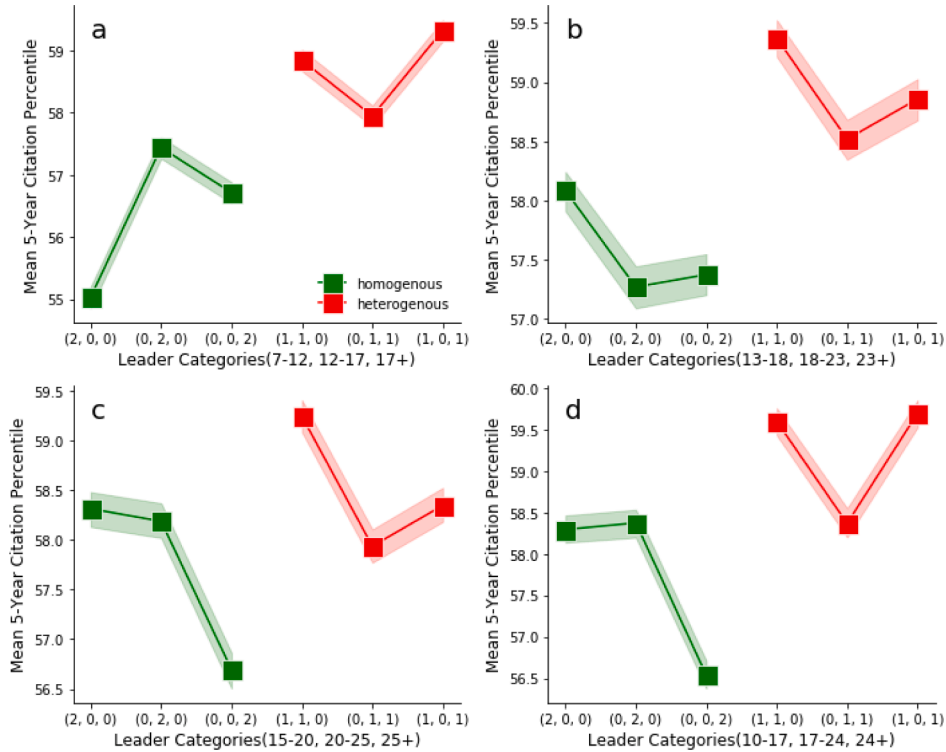 a
Mean 5-Year Citation Percentile
59
58
57
56
55
homogenous
heterogenous
(2, 0, 0) (0, 2, 0) (0, 0, 2) (1, 1, 0) (0, 1, 1) (1, 0, 1)
Leader Categories(7-12, 12-17, 17+)
b
Mean 5-Year Citation Percentile
59.5
59.0
58.5
58.0
57.5
57.0
(2, 0, 0) (0, 2, 0) (0, 0, 2) (1, 1, 0) (0, 1, 1) (1, 0, 1)
Leader Categories(13-18, 18-23, 23+)
c
Mean 5-Year Citation Percentile
59.5
59.0
58.5
58.0
57.5
57.0
56.5
(2, 0, 0) (0, 2, 0) (0, 0, 2) (1, 1, 0) (0, 1, 1) (1, 0, 1)
Leader Categories(15-20, 20-25, 25+)
d
Mean 5-Year Citation Percentile
60.0
59.5
59.0
58.5
58.0
57.5
57.0
56.5
(2, 0, 0) (0, 2, 0) (0, 0, 2) (1, 1, 0) (0, 1, 1) (1, 0, 1)
Leader Categories(10-17, 17-24, 24+)